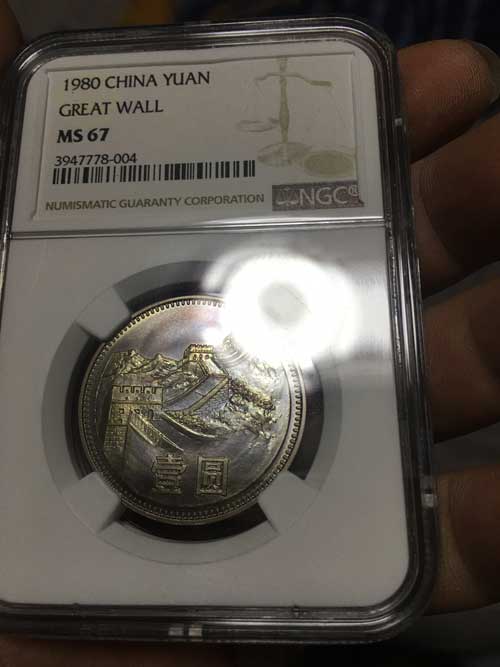 1980 CHINA YUAN
GREAT WALL
MS 67
3947778-004
NUMISMATIC GUARANTY CORPORATION NGC®
壹圆